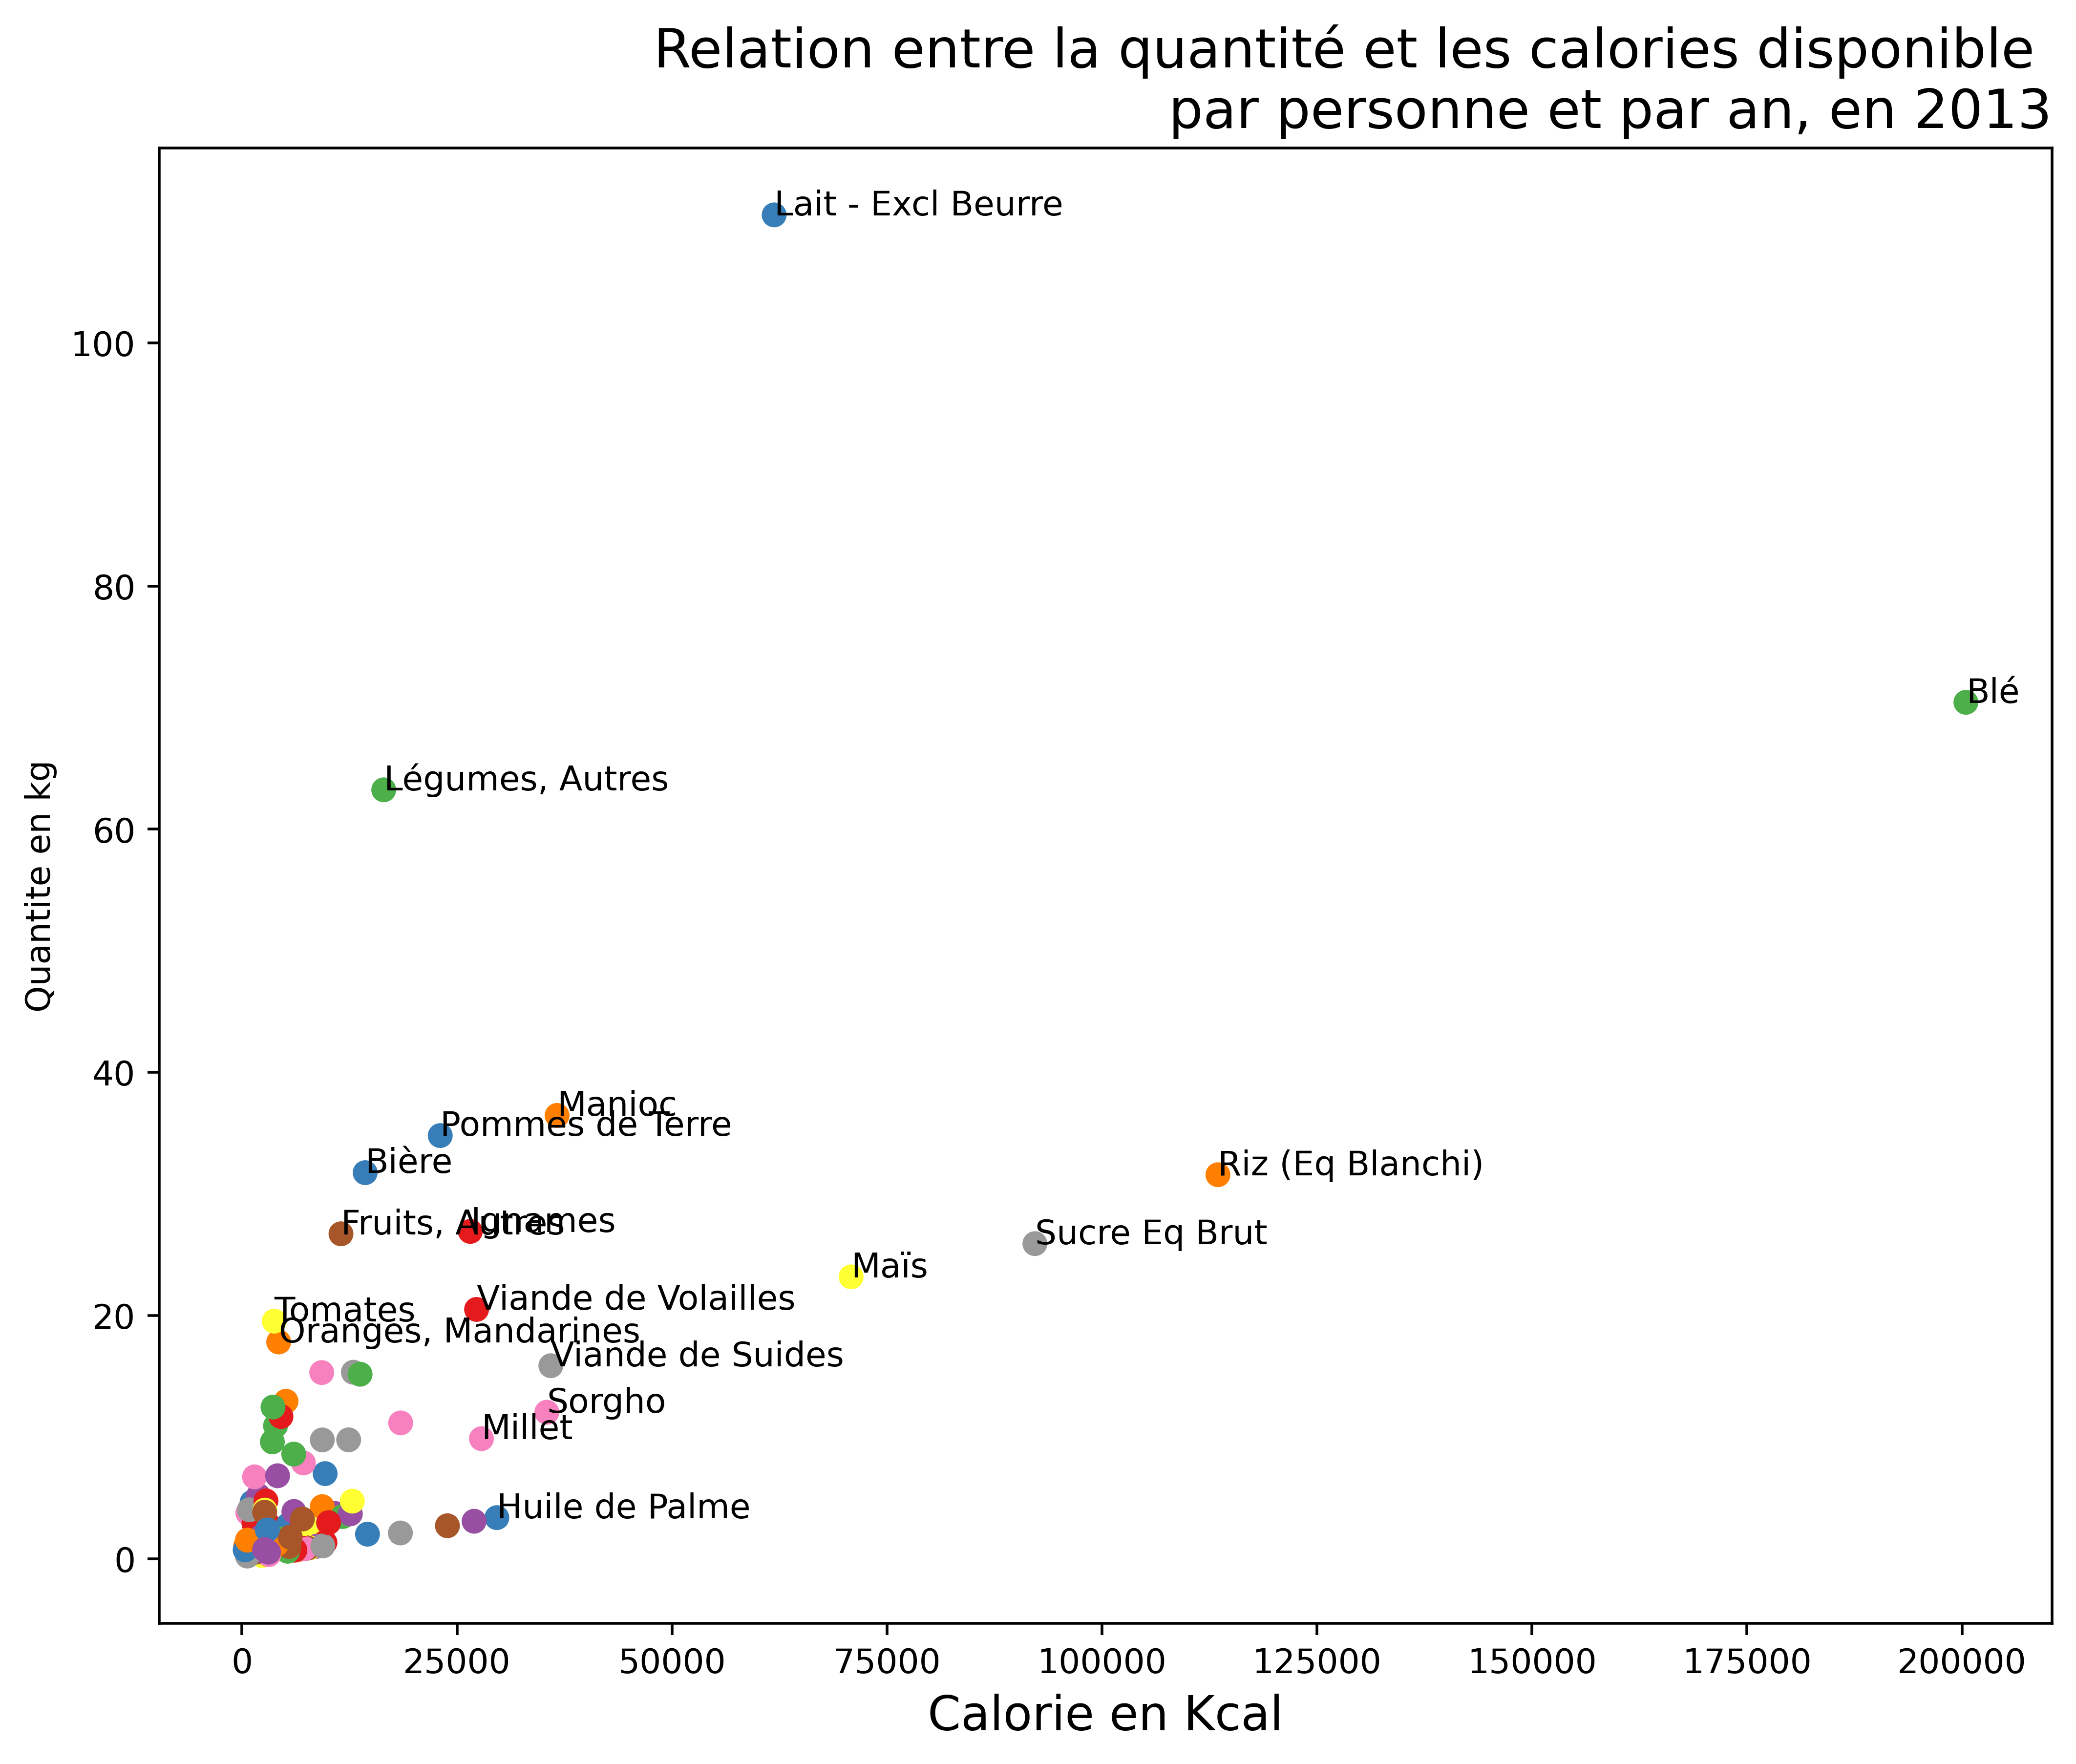 Relation entre la quantité et les calories disponible
par personne et par an, en 2013
Lait - Excl Beurre
100
80
Blé
Légumes, Autres
Quantite en kg
60
40
Manioc
Pommes de Terre
Bière
Riz (Eq Blanchi)
Fruits, Autres
Ignames
Sucre Eq Brut
Maïs
Tomates
Viande de Volailles
20
Oranges, Mandarines
Viande de Suides
Sorgho
Millet
Huile de Palme
0
0 25000 50000 75000 100000 125000 150000 175000 200000
Calorie en Kcal